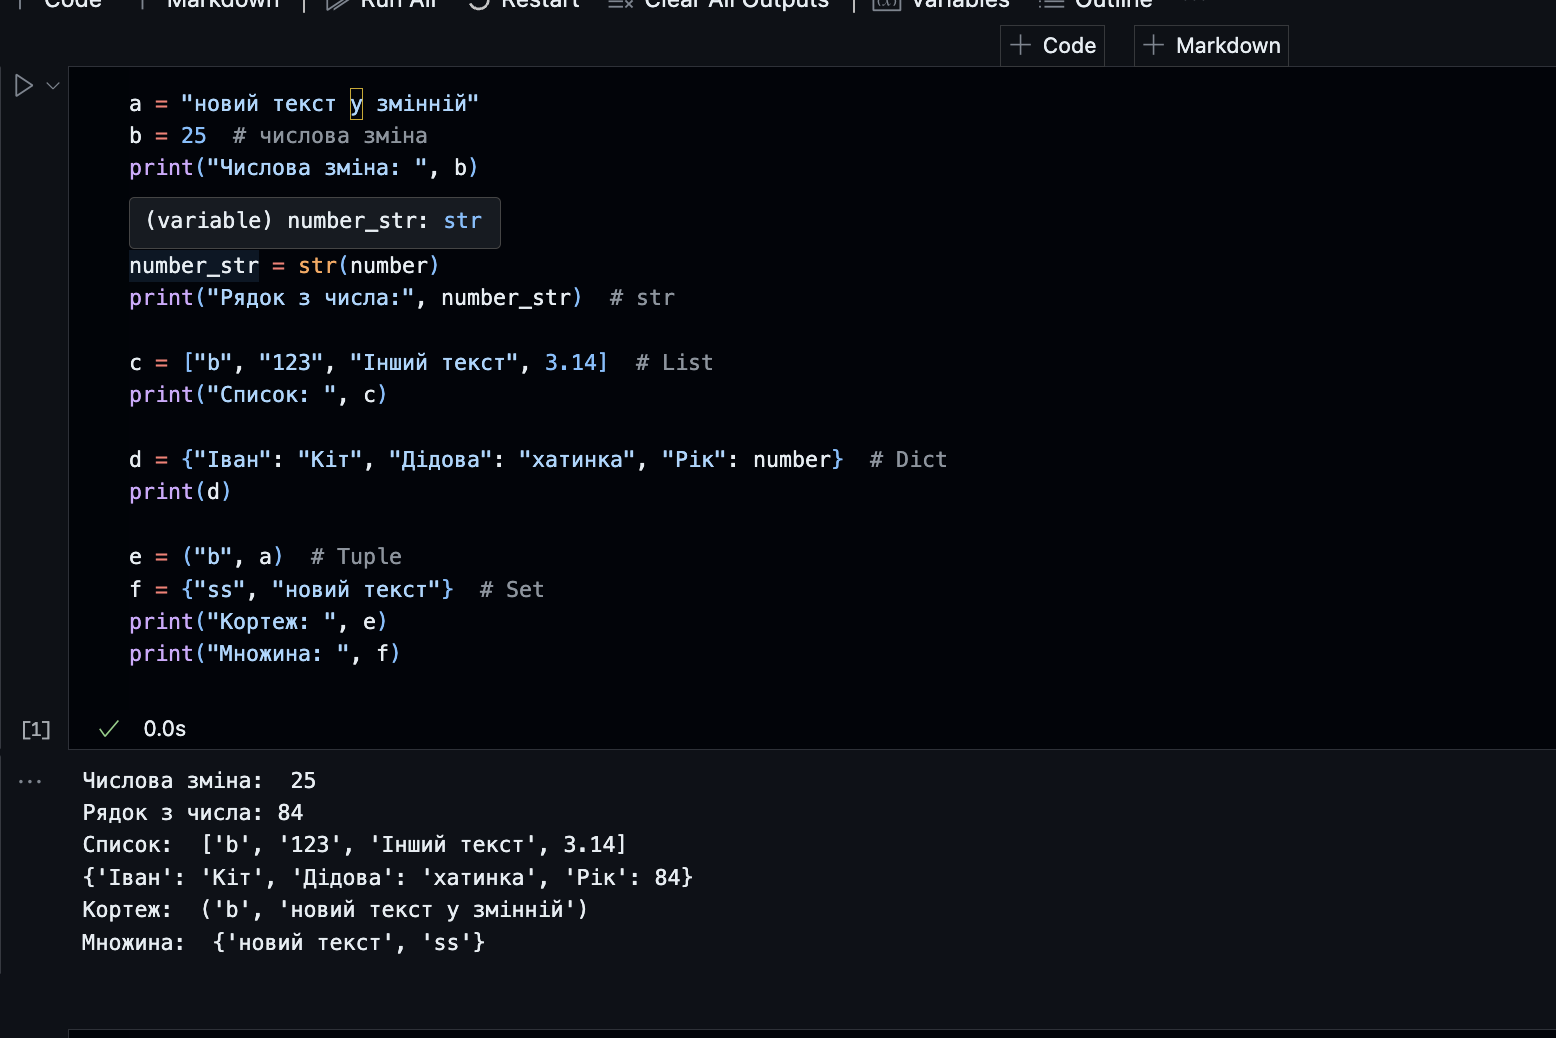 Code Markdown Run All Restart Clear All Outputs Variables Outline
Code Markdown
a = "новий текст у змінній"
b = 25  # числова зміна
print("Числова зміна: ", b)
(variable) number_str: str
number_str = str(number)
print("Рядок з числа:", number_str)  # str
c = ["b", "123", "Інший текст", 3.14]  # List
print("Список: ", c)
d = {"Іван": "Кіт", "Дідова": "хатинка", "Рік": number}  # Dict
print(d)
e = ("b", a)  # Tuple
f = {"ss", "новий текст"}  # Set
print("Кортеж: ", e)
print("Множина: ", f)
[1] 0.0s
Числова зміна:  25
Рядок з числа: 84
Список:  ['b', '123', 'Інший текст', 3.14]
{'Іван': 'Кіт', 'Дідова': 'хатинка', 'Рік': 84}
Кортеж:  ('b', 'новий текст у змінній')
Множина:  {'новий текст', 'ss'}